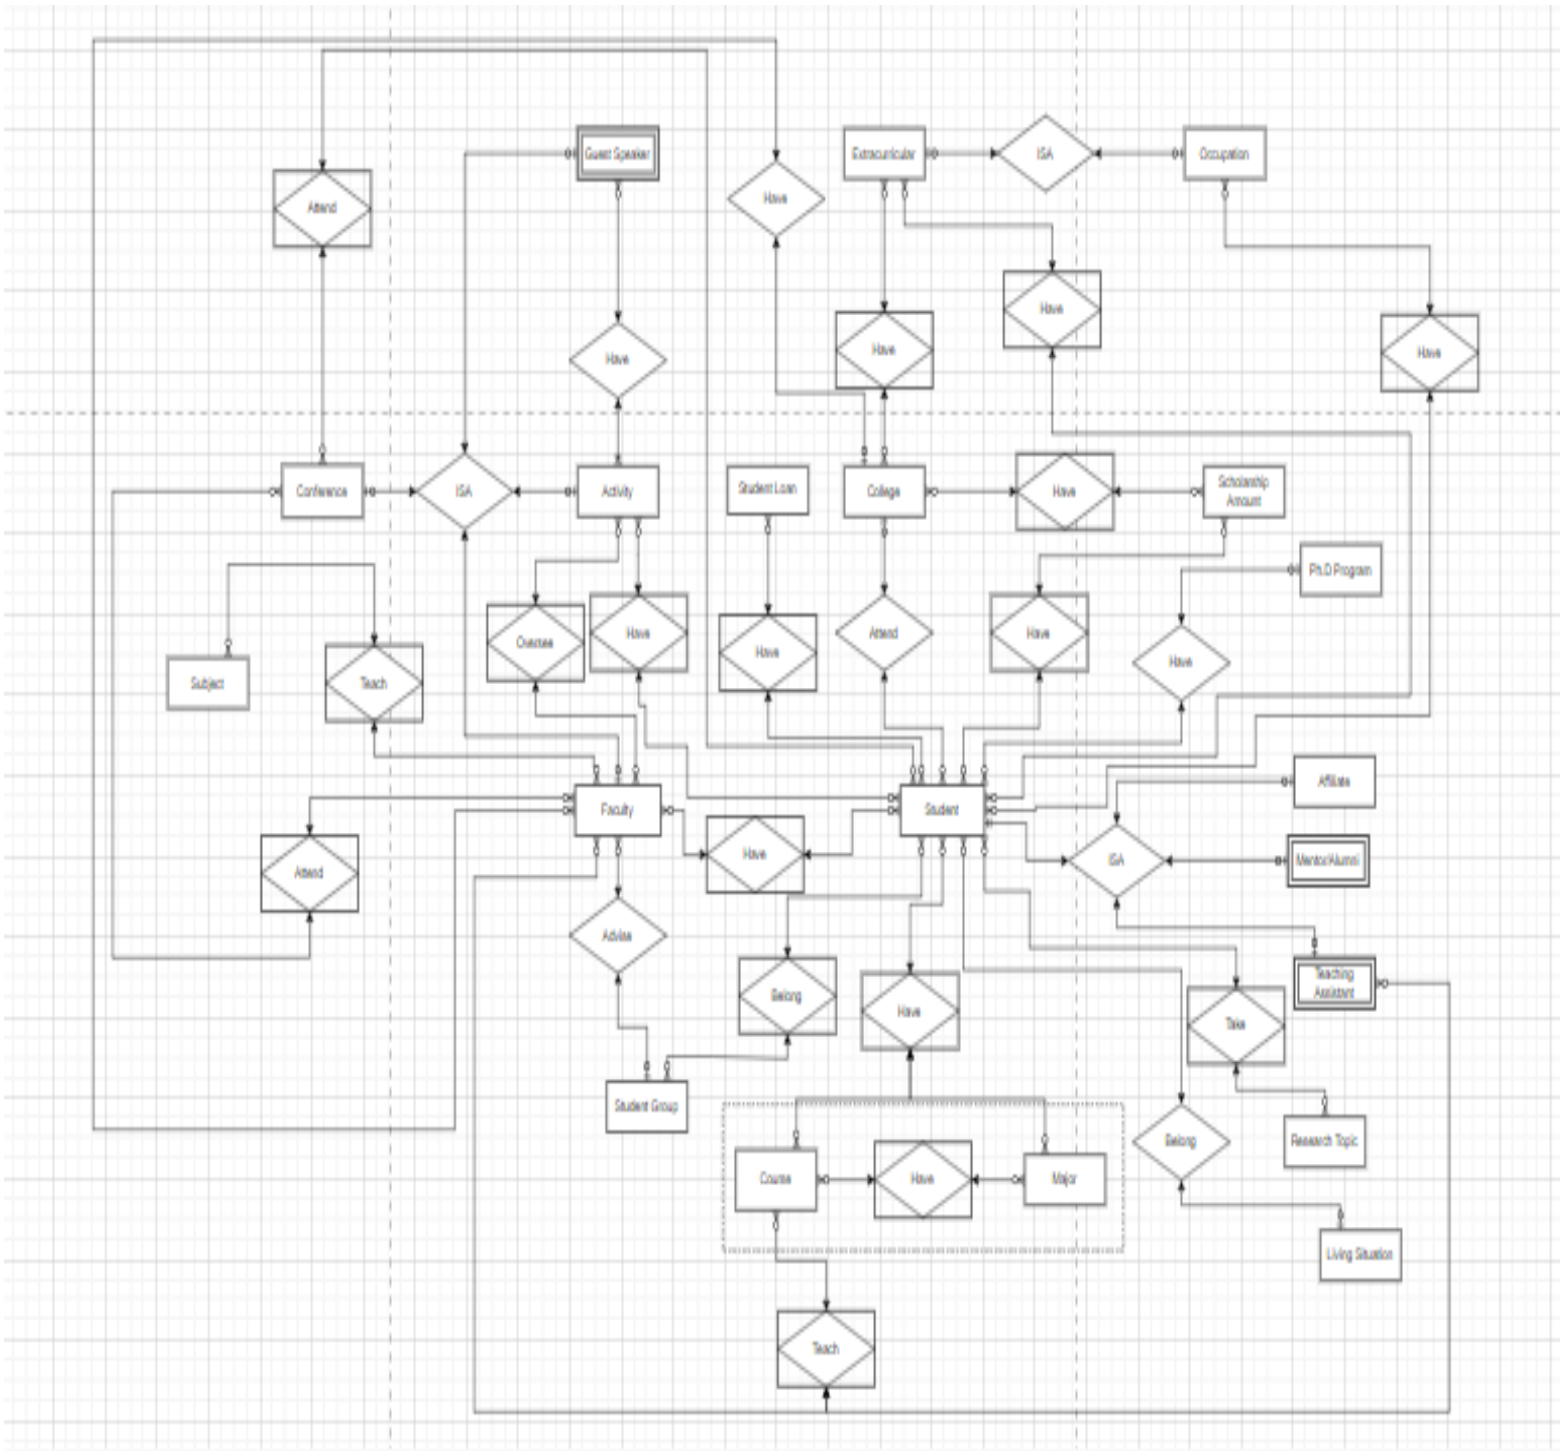 Guest Speaker
Extracurricular
ISA
Occupation
Have
Attend
Have
Have
Have
Have
Conference
ISA
Activity
Student Loan
College
Have
Scholarship
Amount
Ph.D Program
Oversee
Have
Have
Attend
Have
Have
Subject
Teach
Affiliate
Faculty
Student
Have
ISA
Mentor/Alumni
Attend
Advise
Belong
Have
Teaching
Assistant
Take
Student Group
Belong
Research Topic
Course
Have
Major
Living Situation
Teach